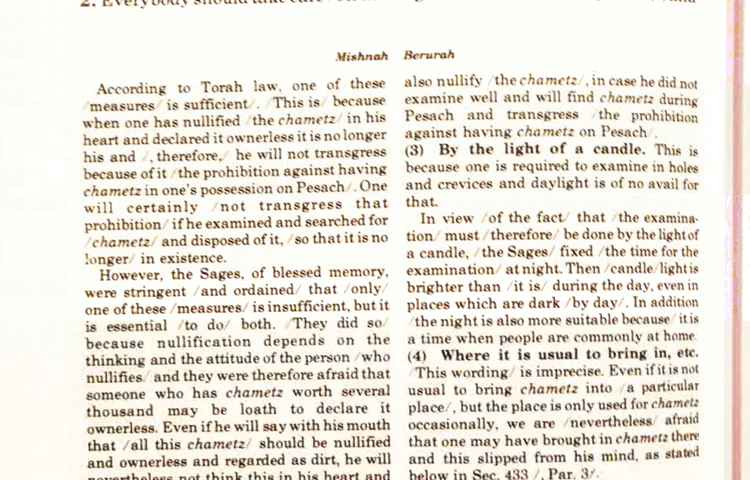 2. Everybody should take care
Mishnah Berurah
According to Torah law, one of these
/measures/ is sufficient/. /This is/ because
when one has nullified /the chametz/ in his
heart and declared it ownerless it is no longer
his and /, therefore,/ he will not transgress
because of it /the prohibition against having
chametz in one's possession on Pesach/. One
will certainly /not transgress that
prohibition/ if he examined and searched for
/chametz/ and disposed of it, /so that it is no
longer/ in existence.
However, the Sages, of blessed memory,
were stringent /and ordained/ that /only/
one of these /measures/ is insufficient, but it
is essential /to do/ both. /They did so/
because nullification depends on the
thinking and the attitude of the person /who
nullifies/ and they were therefore afraid that
someone who has chametz worth several
thousand may be loath to declare it
ownerless. Even if he will say with his mouth
that /all this chametz/ should be nullified
and ownerless and regarded as dirt, he will
nevertheless not think this in his heart and
also nullify /the chametz/, in case he did not
examine well and will find chametz during
Pesach and transgress /the prohibition
against having chametz on Pesach/.
(3) By the light of a candle. This is
because one is required to examine in holes
and crevices and daylight is of no avail for
that.
In view /of the fact/ that /the examina-
tion/ must /therefore/ be done by the light of
a candle, /the Sages/ fixed /the time for the
examination/ at night. Then /candle/light is
brighter than /it is/ during the day, even in
places which are dark /by day/. In addition
/the night is also more suitable because/ it is
a time when people are commonly at home.
(4) Where it is usual to bring in, etc.
/This wording/ is imprecise. Even if it is not
usual to bring chametz into /a particular
place/, but the place is only used for chametz
occasionally, we are /nevertheless/ afraid
that one may have brought in chametz there
and this slipped from his mind, as stated
below in Sec. 433 /, Par. 3/.